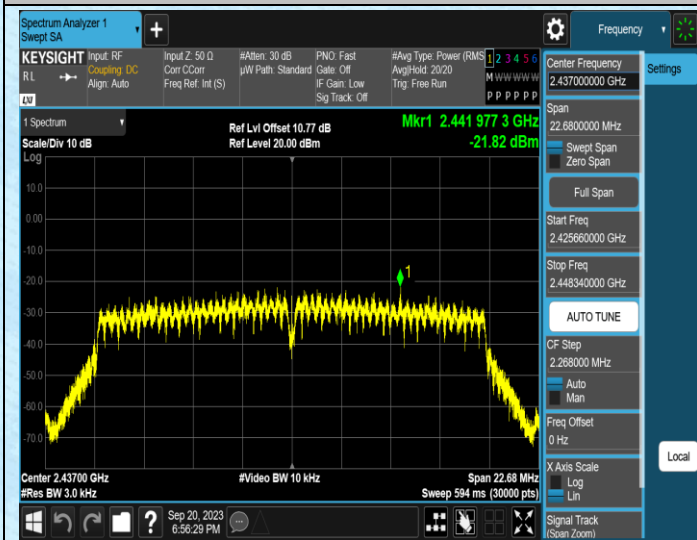 Spectrum Analyzer 1
Swept SA
+
Frequency
KEYSIGHT
R L
LXI
Input: RF
Coupling: DC
Align: Auto
Input Z: 50 Ω
Corr CCorr
Freq Ref: Int (S)
#Atten: 30 dB
µW Path: Standard
PNO: Fast
Gate: Off
IF Gain: Low
Sig Track: Off
#Avg Type: Power (RMS
Avg|Hold: 20/20
Trig: Free Run
1 2 3 4 5 6
M W W W W W
P P P P P P
1 Spectrum
Scale/Div 10 dB
Log
Ref Lvl Offset 10.77 dB
Ref Level 20.00 dBm
Mkr1 2.441 977 3 GHz
-21.82 dBm
10.0
0.00
-10.0
-20.0
-30.0
-40.0
-50.0
-60.0
-70.0
1
Center 2.43700 GHz
#Res BW 3.0 kHz
#Video BW 10 kHz
Span 22.68 MHz
Sweep 594 ms (30000 pts)
?
Sep 20, 2023
6:56:29 PM
Center Frequency
2.437000000 GHz
Span
22.6800000 MHz
Swept Span
Zero Span
Full Span
Start Freq
2.425660000 GHz
Stop Freq
2.448340000 GHz
AUTO TUNE
CF Step
2.268000 MHz
Auto
Man
Freq Offset
0 Hz
X Axis Scale
Log
Lin
Signal Track
(Span Zoom)
Settings
Local